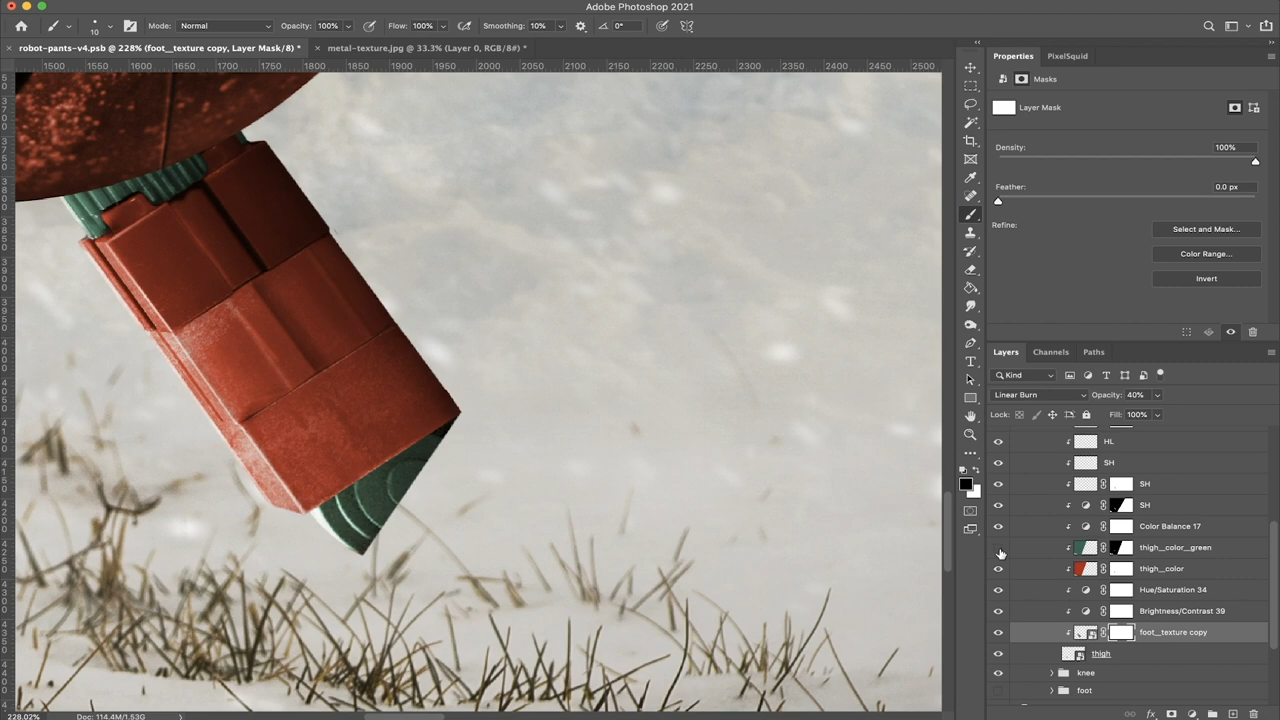 Adobe Photoshop 2021
10 Mode: Normal Opacity: 100% Flow: 100% Smoothing: 10% 0°
× robot-pants-v4.psb @ 228% (foot__texture copy, Layer Mask/8) * × metal-texture.jpg @ 33.3% (Layer 0, RGB/8#) *
1500 1550 1600 1650 1700 1750 1800 1850 1900 1950 2000 2050 2100 2150 2200 2250 2300 2350 2400 2450 2500
Properties PixelSquid
Masks
Layer Mask
Density: 100%
Feather: 0.0 px
Refine: Select and Mask...
Color Range...
Invert
Layers Channels Paths
Kind
Linear Burn Opacity: 40%
Lock: Fill: 100%
HL
SH
SH
SH
Color Balance 17
thigh__color__green
thigh__color
Hue/Saturation 34
Brightness/Contrast 39
foot__texture copy
thigh
knee
foot
228.02% Doc: 114.4M/1.53G